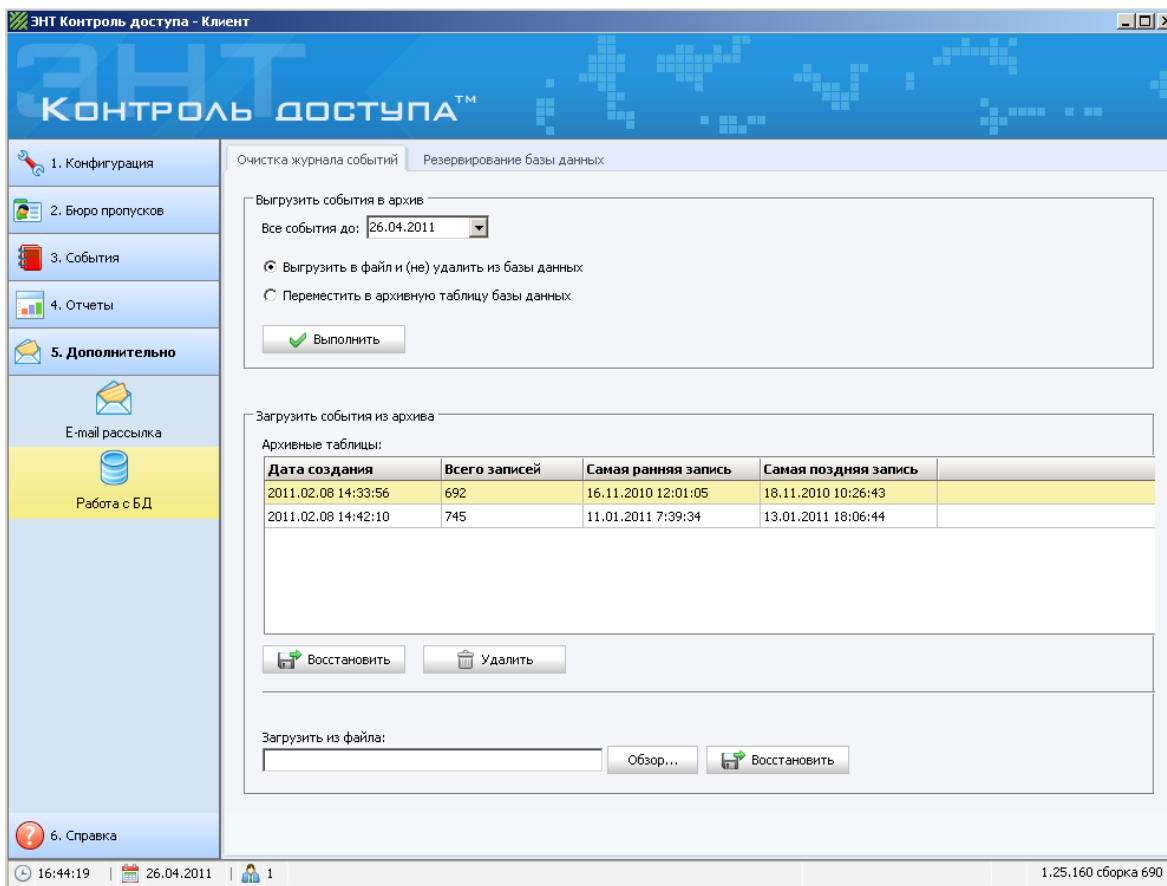 ЭНТ Контроль доступа - Клиент
ЭНТ
Контроль доступа™
1. Конфигурация
2. Бюро пропусков
3. События
4. Отчеты
5. Дополнительно
E-mail рассылка
Работа с БД
6. Справка
Очистка журнала событий Резервирование базы данных
Выгрузить события в архив
Все события до: 26.04.2011
Выгрузить в файл и (не) удалить из базы данных
Переместить в архивную таблицу базы данных
Выполнить
Загрузить события из архива
Архивные таблицы:
Дата создания Всего записей Самая ранняя запись Самая поздняя запись
2011.02.08 14:33:56 692 16.11.2010 12:01:05 18.11.2010 10:26:43
2011.02.08 14:42:10 745 11.01.2011 7:39:34 13.01.2011 18:06:44
Восстановить Удалить
Загрузить из файла:
Обзор... Восстановить
16:44:19 | 26.04.2011 | 1 1.25.160 сборка 690